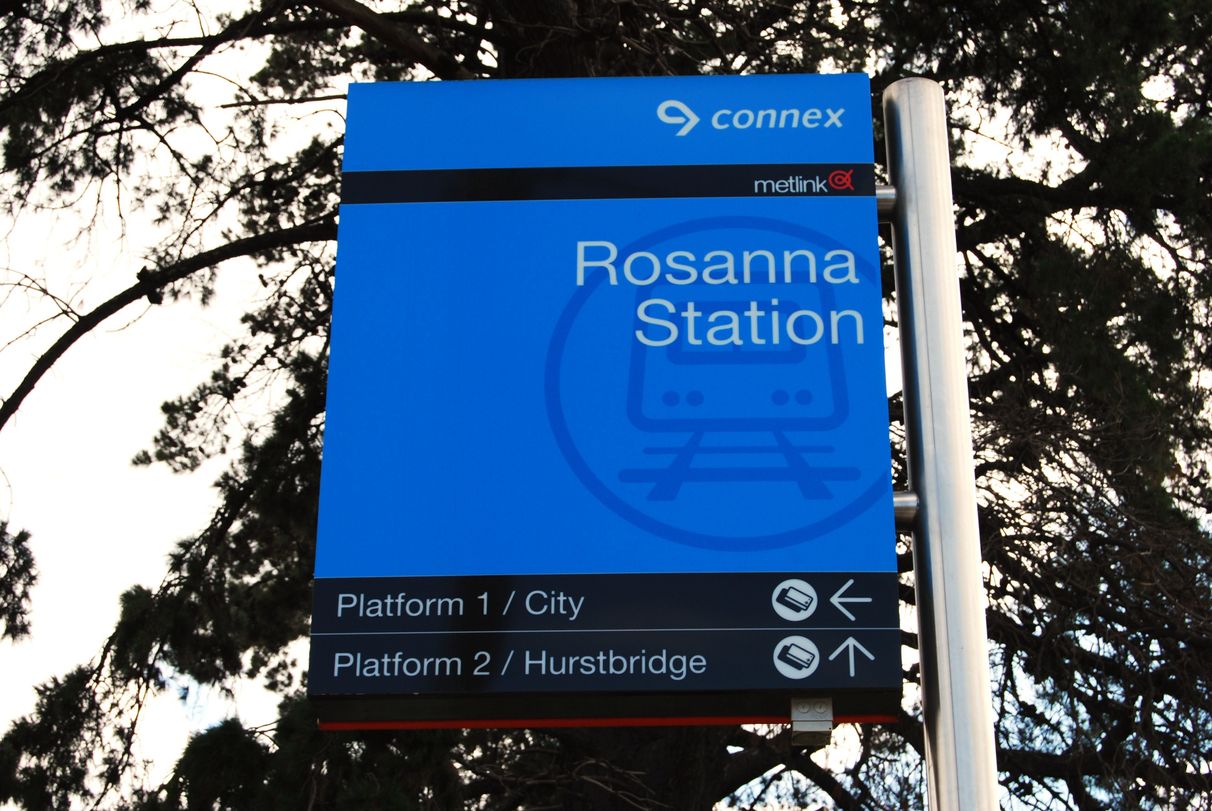 connex
metlink
Rosanna
Station
Platform 1 / City
Platform 2 / Hurstbridge